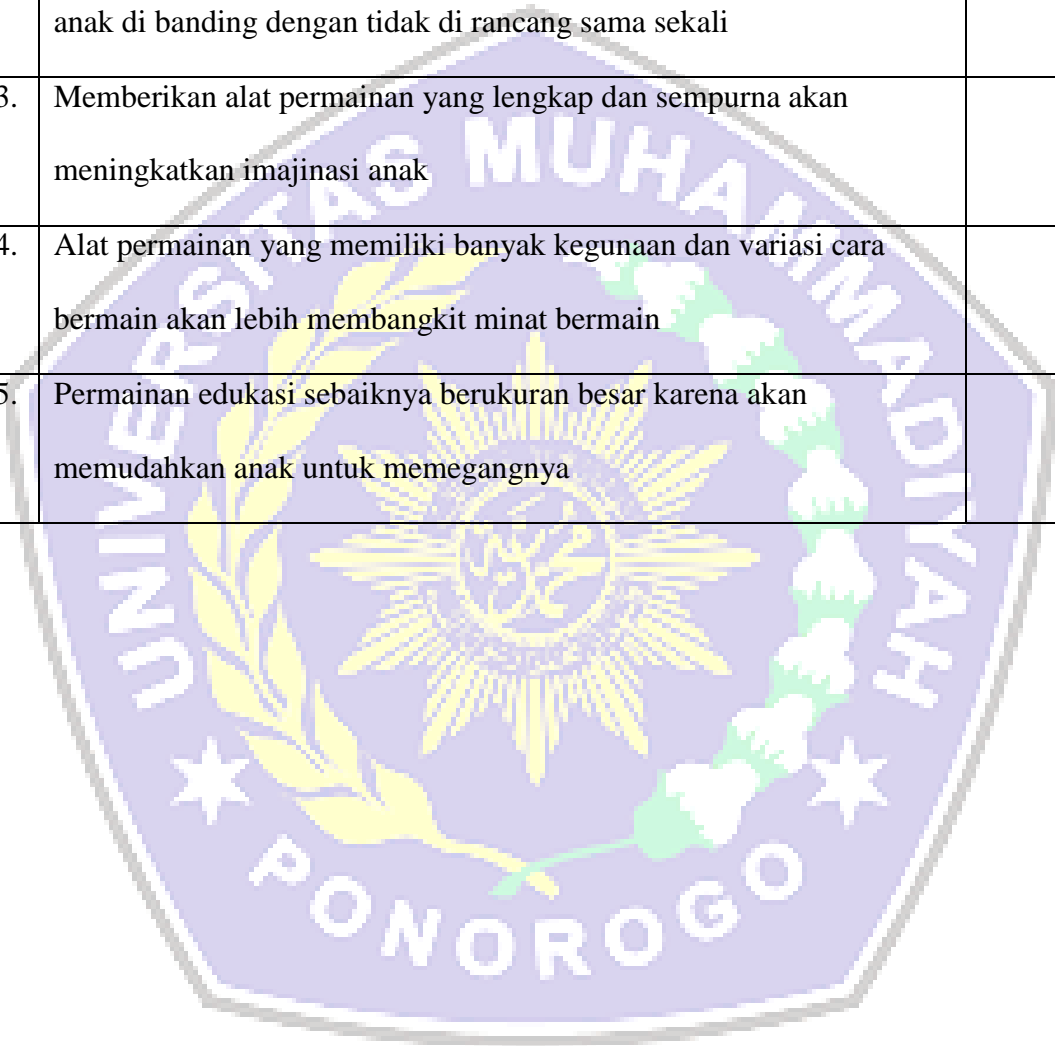 anak di banding dengan tidak di rancang sama sekali
3. Memberikan alat permainan yang lengkap dan sempurna akan
meningkatkan imajinasi anak
4. Alat permainan yang memiliki banyak kegunaan dan variasi cara
bermain akan lebih membangkit minat bermain
5. Permainan edukasi sebaiknya berukuran besar karena akan
memudahkan anak untuk memegangnya
UNIVERSITAS MUHAMMADIYAH
PONOROGO